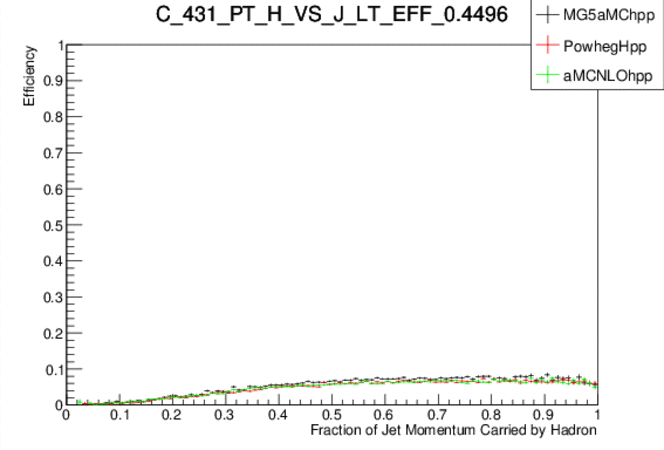 C_431_PT_H_VS_J_LT_EFF_0.4496
MG5aMChpp
PowhegHpp
aMCNLOhpp
Efficiency
1
0.9
0.8
0.7
0.6
0.5
0.4
0.3
0.2
0.1
0
0 0.1 0.2 0.3 0.4 0.5 0.6 0.7 0.8 0.9 1
Fraction of Jet Momentum Carried by Hadron